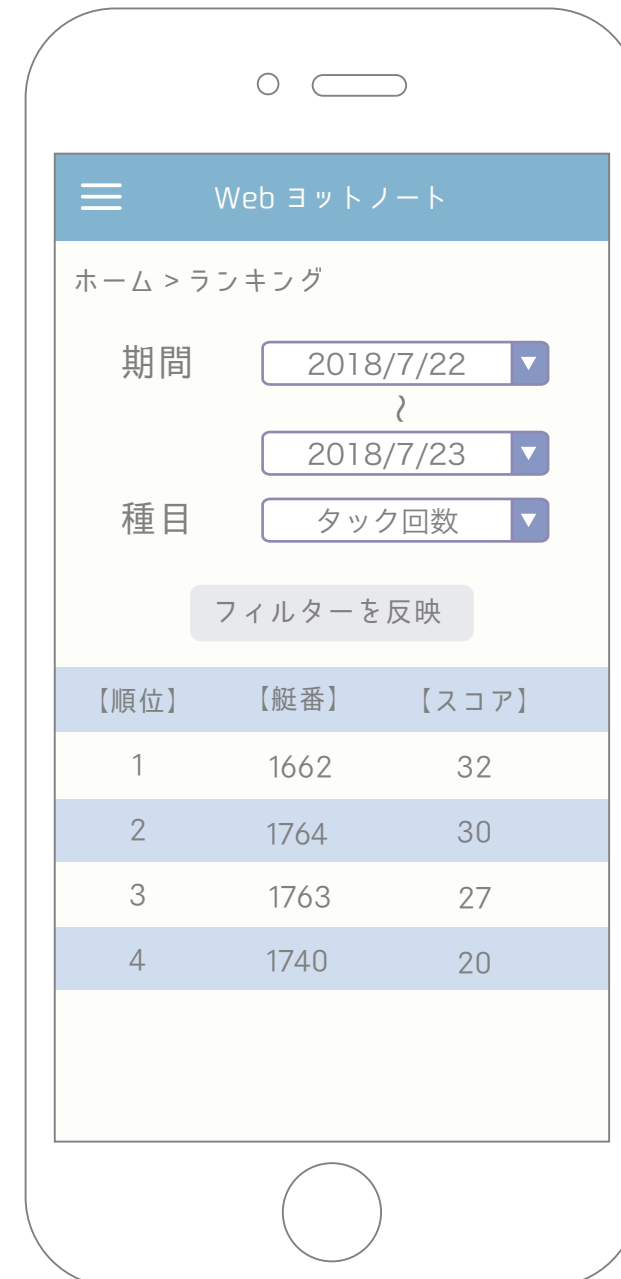 Web ヨットノート
ホーム > ランキング
期間 2018/7/22
~
2018/7/23
種目 タック回数
フィルターを反映
【順位】 【艇番】 【スコア】
1 1662 32
2 1764 30
3 1763 27
4 1740 20